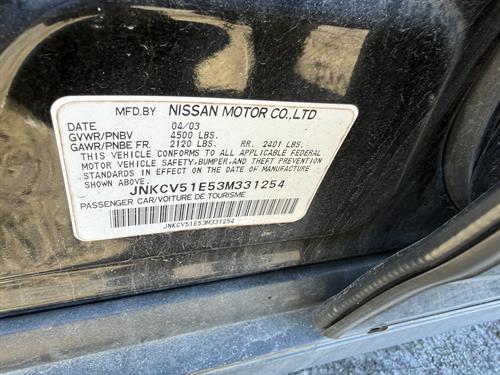 MFD.BY NISSAN MOTOR CO.,LTD
DATE 04/03
GVWR/PNBV 4500 LBS.
GAWR/PNBE FR. 2120 LBS. RR. 2401 LBS.
THIS VEHICLE CONFORMS TO ALL APPLICABLE FEDERAL
MOTOR VEHICLE SAFETY, BUMPER, AND THEFT PREVENTION
STANDARDS IN EFFECT ON THE DATE OF MANUFACTURE
SHOWN ABOVE.
JNKCV51E53M331254
PASSENGER CAR/VOITURE DE TOURISME
JNKCV51E53M331254